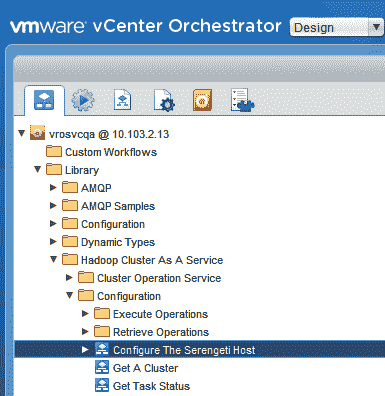 vmware vCenter Orchestrator Design
vrosvcqa @ 10.103.2.13
Custom Workflows
Library
AMQP
AMQP Samples
Configuration
Dynamic Types
Hadoop Cluster As A Service
Cluster Operation Service
Configuration
Execute Operations
Retrieve Operations
Configure The Serengeti Host
Get A Cluster
Get Task Status